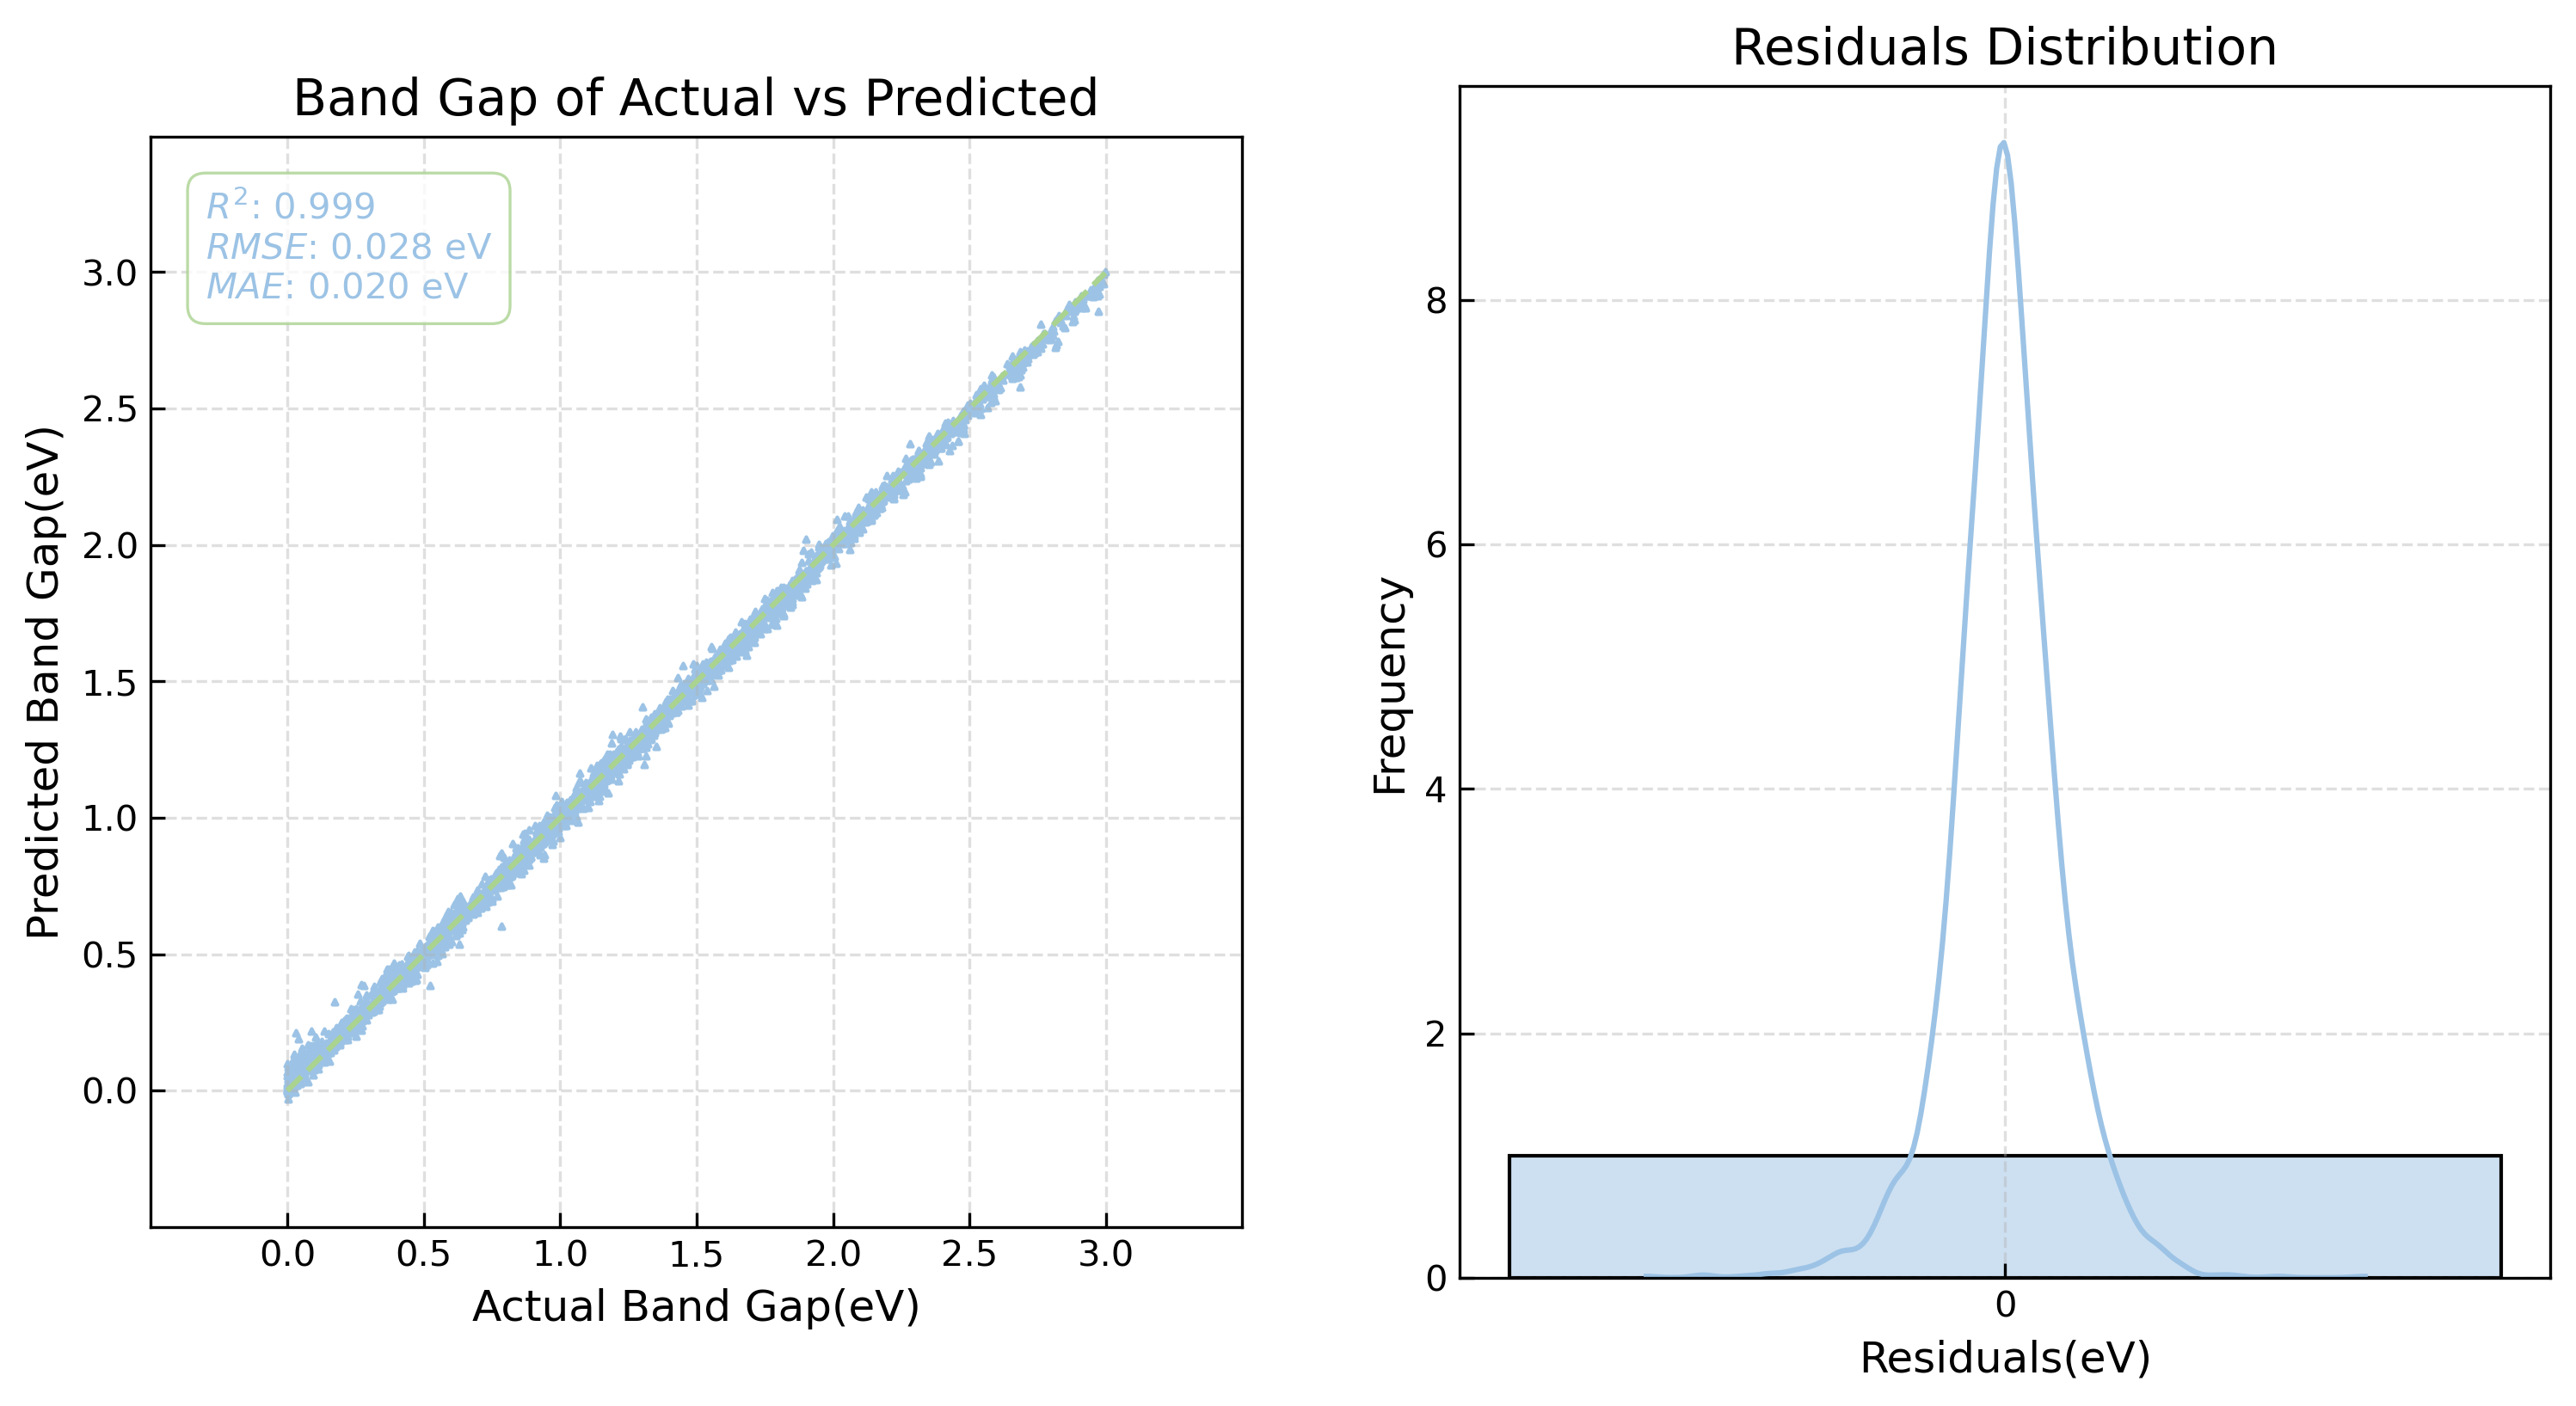 Band Gap of Actual vs Predicted
R²: 0.999
RMSE: 0.028 eV
MAE: 0.020 eV
3.0
2.5
2.0
1.5
1.0
0.5
0.0
Predicted Band Gap(eV)
0.0 0.5 1.0 1.5 2.0 2.5 3.0
Actual Band Gap(eV)
Residuals Distribution
8
6
4
2
0
Frequency
0
Residuals(eV)